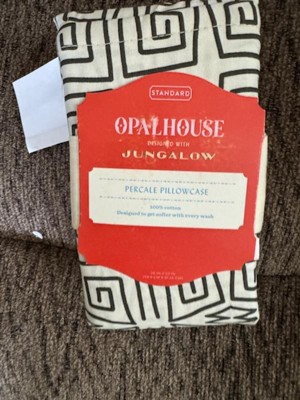 STANDARD
OPALHOUSE
DESIGNED WITH
JUNGALOW
PERCALE PILLOWCASE
100% cotton
Designed to get softer with every wash